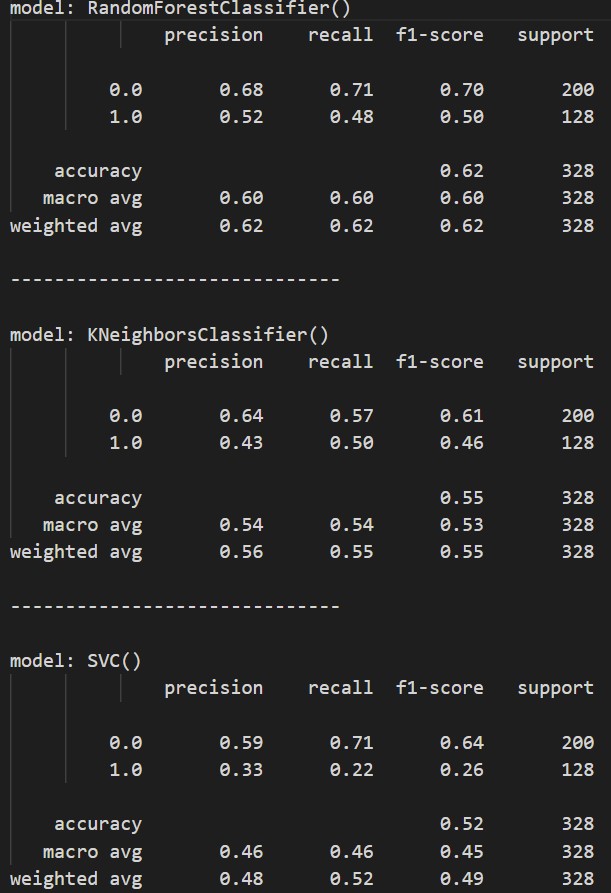 model: RandomForestClassifier()
precision recall f1-score support
0.0 0.68 0.71 0.70 200
1.0 0.52 0.48 0.50 128
accuracy 0.62 328
macro avg 0.60 0.60 0.60 328
weighted avg 0.62 0.62 0.62 328
------------------------------
model: KNeighborsClassifier()
precision recall f1-score support
0.0 0.64 0.57 0.61 200
1.0 0.43 0.50 0.46 128
accuracy 0.55 328
macro avg 0.54 0.54 0.53 328
weighted avg 0.56 0.55 0.55 328
------------------------------
model: SVC()
precision recall f1-score support
0.0 0.59 0.71 0.64 200
1.0 0.33 0.22 0.26 128
accuracy 0.52 328
macro avg 0.46 0.46 0.45 328
weighted avg 0.48 0.52 0.49 328